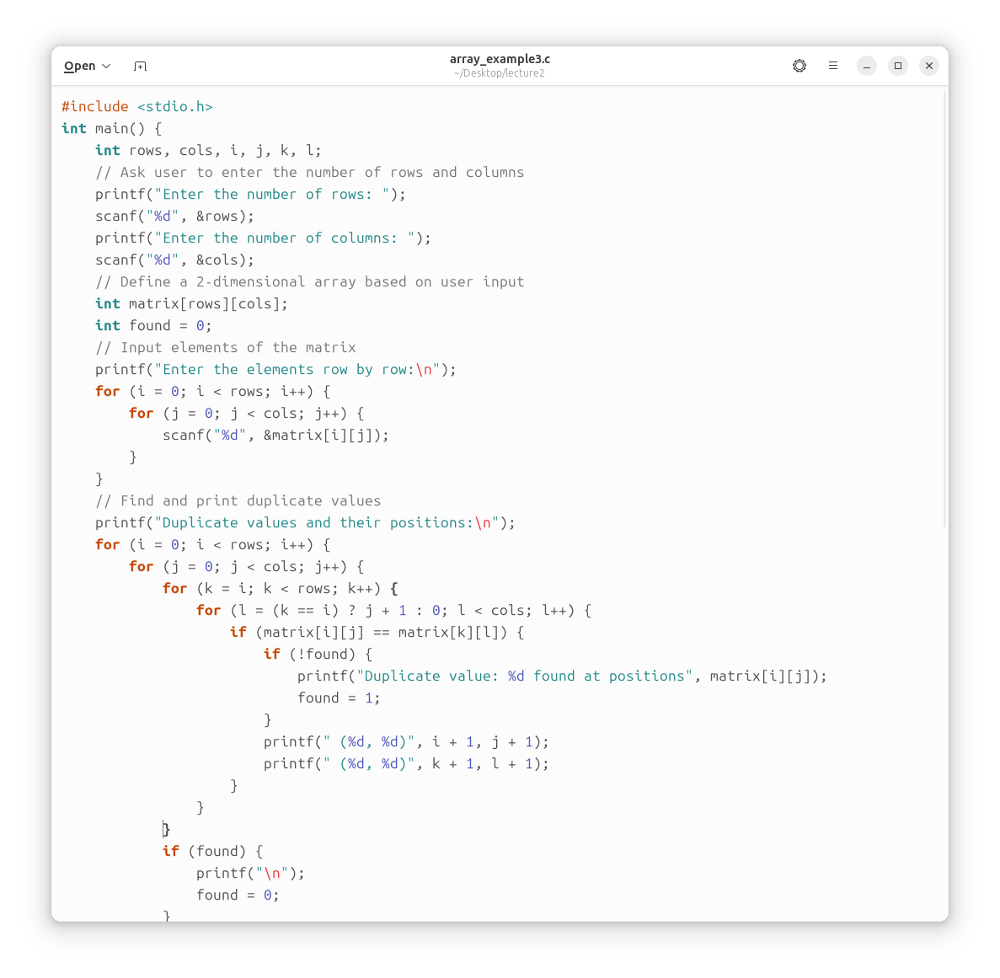 Open
array_example3.c
~/Desktop/lecture2
#include <stdio.h>
int main() {
    int rows, cols, i, j, k, l;
    // Ask user to enter the number of rows and columns
    printf("Enter the number of rows: ");
    scanf("%d", &rows);
    printf("Enter the number of columns: ");
    scanf("%d", &cols);
    // Define a 2-dimensional array based on user input
    int matrix[rows][cols];
    int found = 0;
    // Input elements of the matrix
    printf("Enter the elements row by row:\n");
    for (i = 0; i < rows; i++) {
        for (j = 0; j < cols; j++) {
            scanf("%d", &matrix[i][j]);
        }
    }
    // Find and print duplicate values
    printf("Duplicate values and their positions:\n");
    for (i = 0; i < rows; i++) {
        for (j = 0; j < cols; j++) {
            for (k = i; k < rows; k++) {
                for (l = (k == i) ? j + 1 : 0; l < cols; l++) {
                    if (matrix[i][j] == matrix[k][l]) {
                        if (!found) {
                            printf("Duplicate value: %d found at positions", matrix[i][j]);
                            found = 1;
                        }
                        printf(" (%d, %d)", i + 1, j + 1);
                        printf(" (%d, %d)", k + 1, l + 1);
                    }
                }
            }
            if (found) {
                printf("\n");
                found = 0;
            }